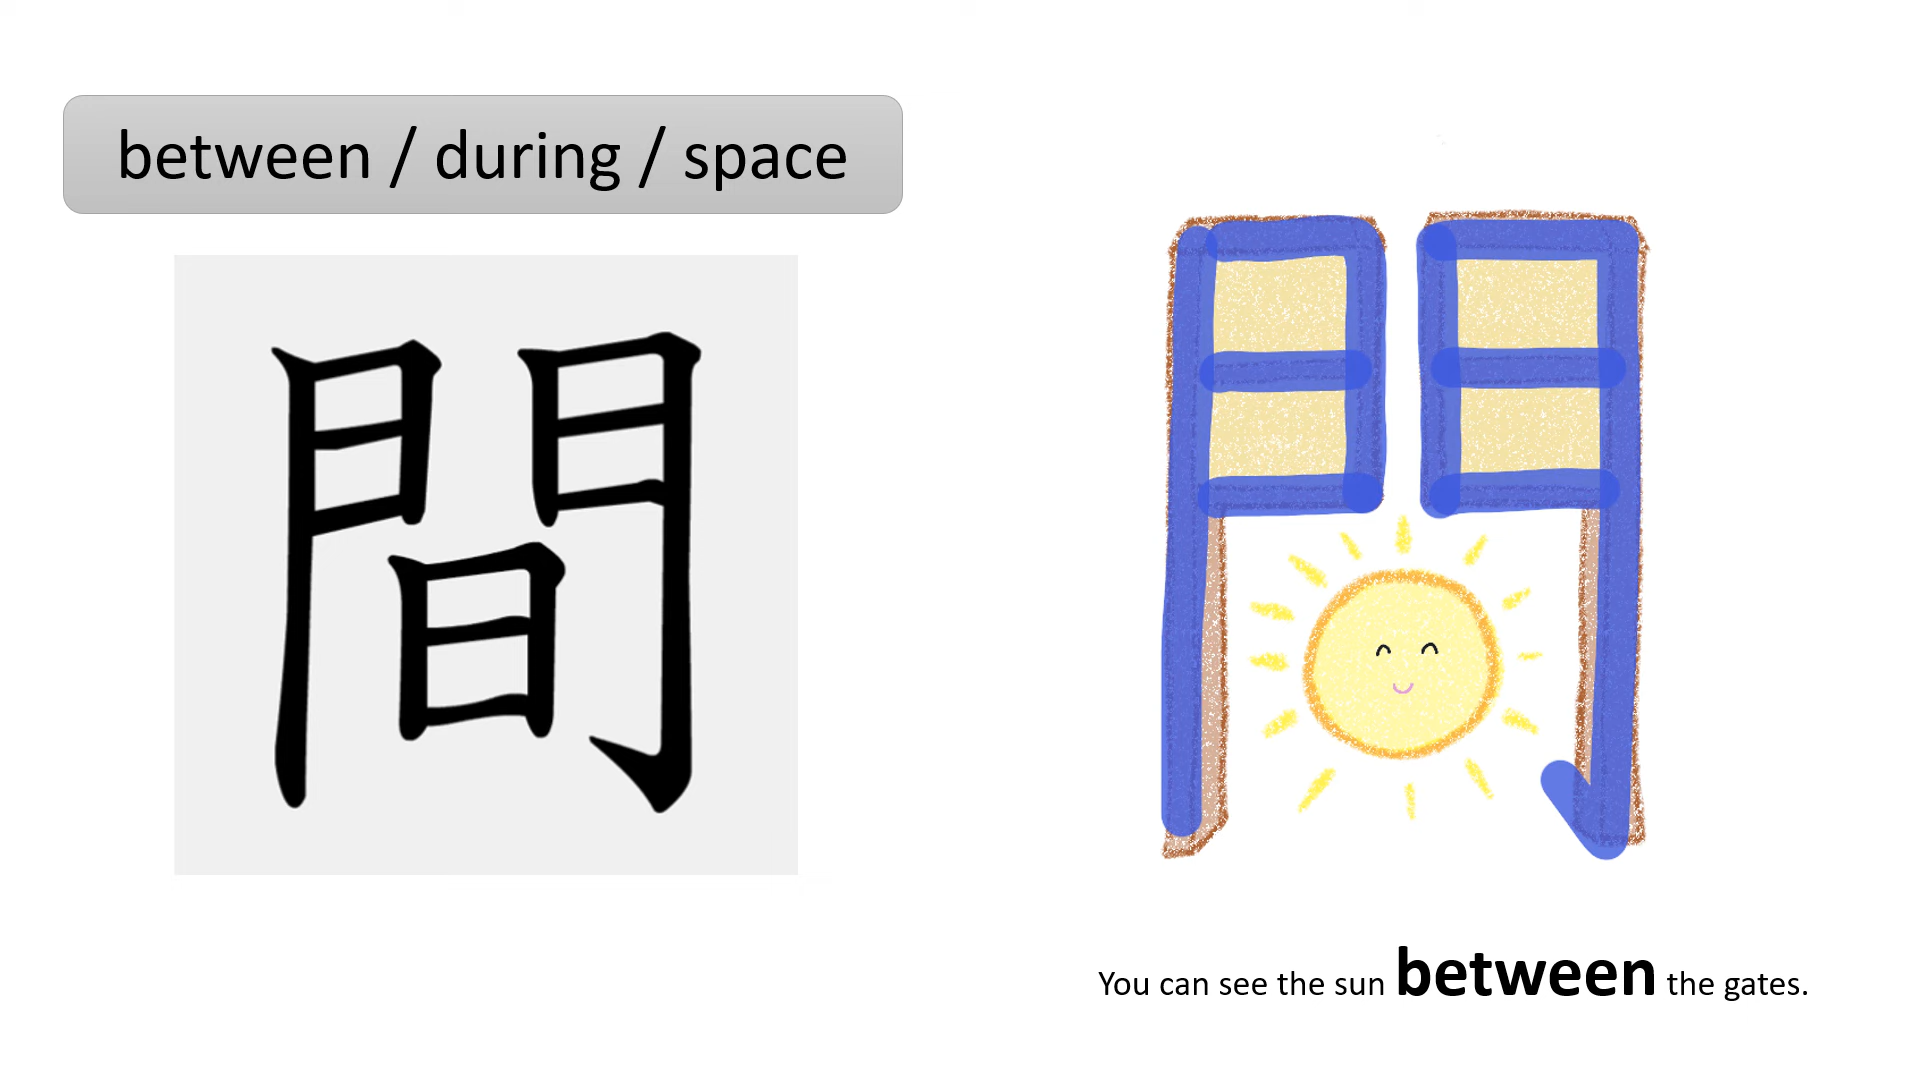 between / during / space
間
You can see the sun between the gates.